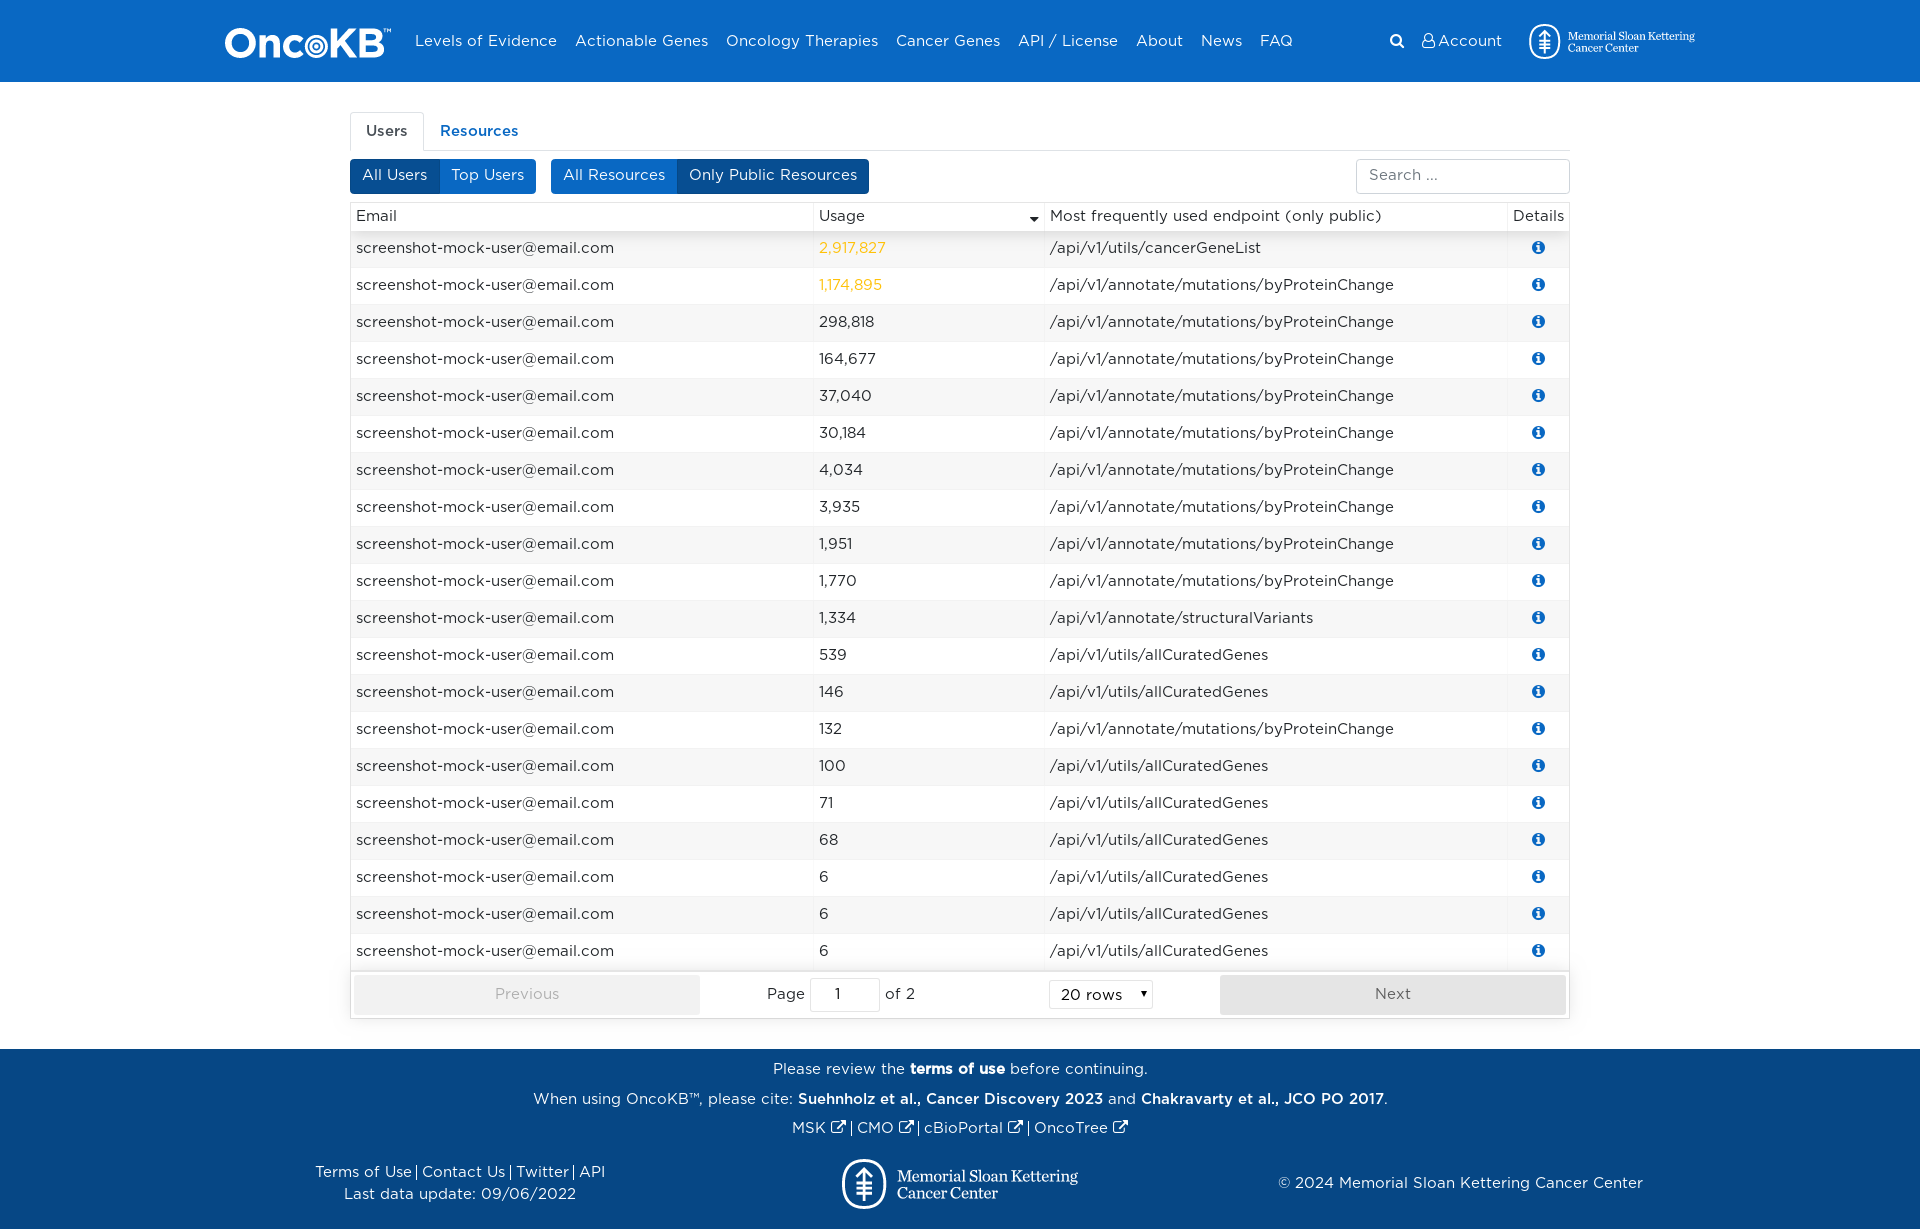 OncoKB™ Levels of Evidence Actionable Genes Oncology Therapies Cancer Genes API / License About News FAQ Account Memorial Sloan Kettering
Cancer Center
Users Resources
All Users Top Users All Resources Only Public Resources Search ...
Email Usage Most frequently used endpoint (only public) Details
screenshot-mock-user@email.com 2,917,827 /api/v1/utils/cancerGeneList
screenshot-mock-user@email.com 1,174,895 /api/v1/annotate/mutations/byProteinChange
screenshot-mock-user@email.com 298,818 /api/v1/annotate/mutations/byProteinChange
screenshot-mock-user@email.com 164,677 /api/v1/annotate/mutations/byProteinChange
screenshot-mock-user@email.com 37,040 /api/v1/annotate/mutations/byProteinChange
screenshot-mock-user@email.com 30,184 /api/v1/annotate/mutations/byProteinChange
screenshot-mock-user@email.com 4,034 /api/v1/annotate/mutations/byProteinChange
screenshot-mock-user@email.com 3,935 /api/v1/annotate/mutations/byProteinChange
screenshot-mock-user@email.com 1,951 /api/v1/annotate/mutations/byProteinChange
screenshot-mock-user@email.com 1,770 /api/v1/annotate/mutations/byProteinChange
screenshot-mock-user@email.com 1,334 /api/v1/annotate/structuralVariants
screenshot-mock-user@email.com 539 /api/v1/utils/allCuratedGenes
screenshot-mock-user@email.com 146 /api/v1/utils/allCuratedGenes
screenshot-mock-user@email.com 132 /api/v1/annotate/mutations/byProteinChange
screenshot-mock-user@email.com 100 /api/v1/utils/allCuratedGenes
screenshot-mock-user@email.com 71 /api/v1/utils/allCuratedGenes
screenshot-mock-user@email.com 68 /api/v1/utils/allCuratedGenes
screenshot-mock-user@email.com 6 /api/v1/utils/allCuratedGenes
screenshot-mock-user@email.com 6 /api/v1/utils/allCuratedGenes
screenshot-mock-user@email.com 6 /api/v1/utils/allCuratedGenes
Previous Page 1 of 2 20 rows Next
Please review the terms of use before continuing.
When using OncoKB™, please cite: Suehnholz et al., Cancer Discovery 2023 and Chakravarty et al., JCO PO 2017.
MSK | CMO | cBioPortal | OncoTree
Terms of Use | Contact Us | Twitter | API
Last data update: 09/06/2022
Memorial Sloan Kettering
Cancer Center
© 2024 Memorial Sloan Kettering Cancer Center